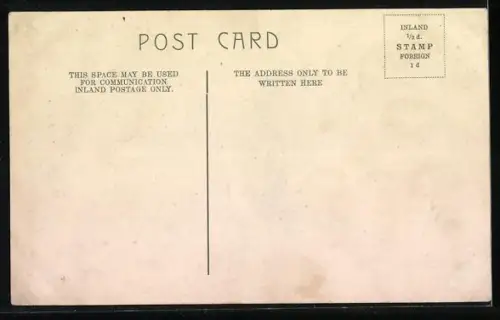 POST CARD
INLAND
½ d.
STAMP
FOREIGN
1 d
THIS SPACE MAY BE USED
FOR COMMUNICATION
INLAND POSTAGE ONLY.
THE ADDRESS ONLY TO BE
WRITTEN HERE